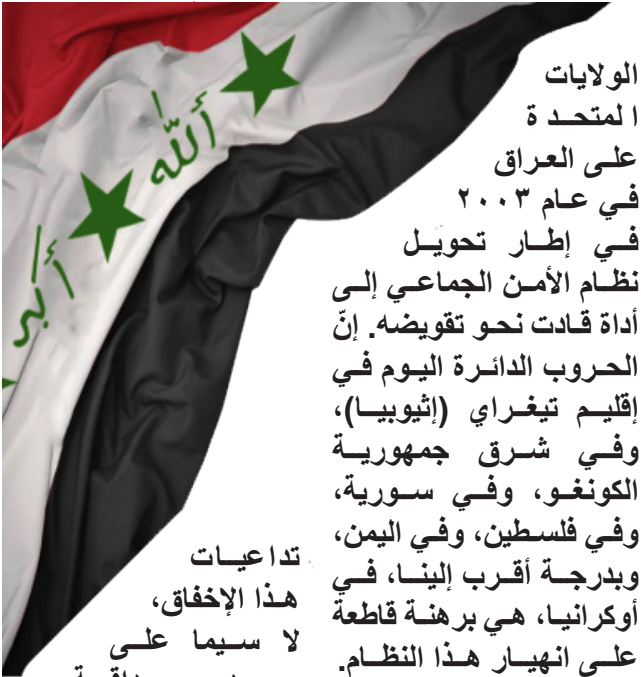 الله
أكبر
الولايات
المتحدة
على العراق
في عام ٢٠٠٣
في إطار تحويل
نظام الأمن الجماعي إلى
أداة قادت نحو تقويضه. إنّ
الحروب الدائرة اليوم في
إقليم تيغراي (إثيوبيا)،
وفي شرق جمهورية
الكونغو، وفي سورية،
وفي فلسطين، وفي اليمن،
وبدرجة أقرب إلينا، في
أوكرانيا، هي برهنة قاطعة
على انهيار هذا النظام.
تداعيات
هذا الإخفاق،
لا سيما على